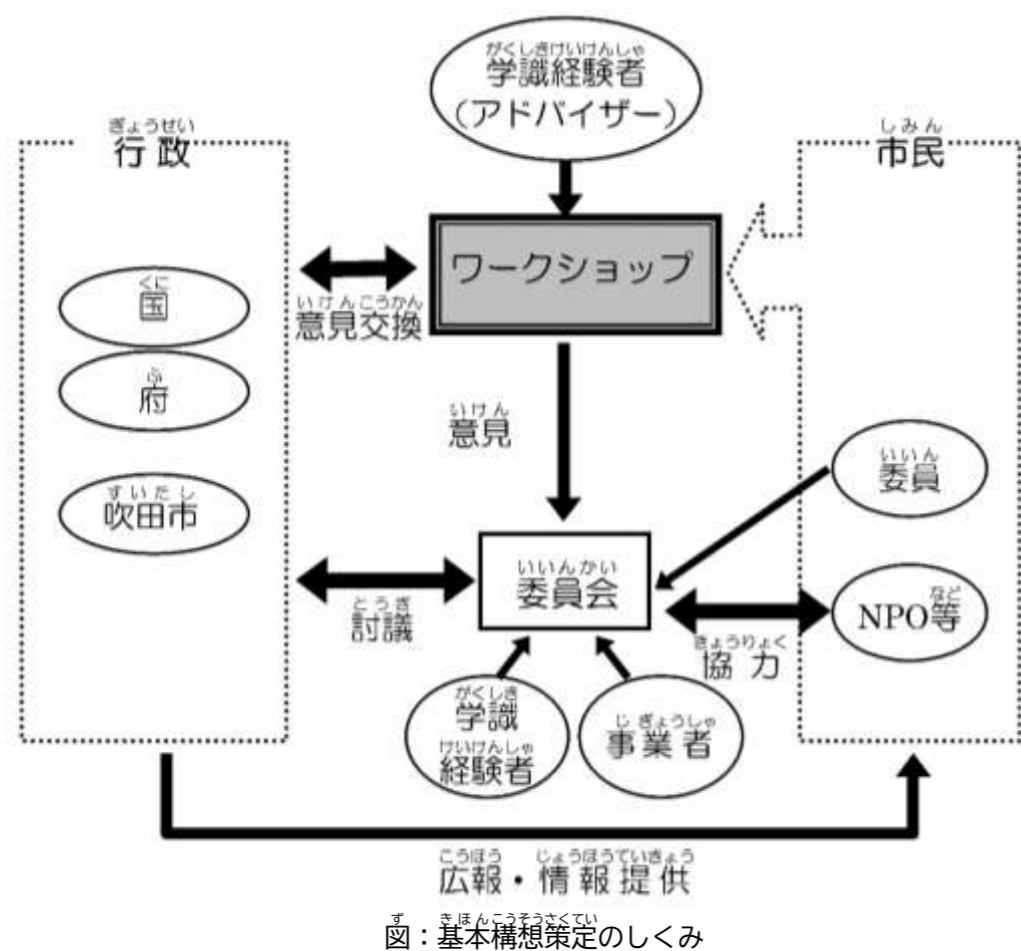 がくしきけいけんしゃ
学識経験者
(アドバイザー)
ぎょうせい
行政
しみん
市民
ワークショップ
くに
国
いけんこうかん
意見交換
ふ
府
いけん
意見
いいん
委員
すいたし
吹田市
いいんかい
委員会
とうぎ
討議
など
NPO等
きょうりょく
協力
がくしき
学識
けいけんしゃ
経験者
じぎょうしゃ
事業者
こうほう じょうほうていきょう
広報・情報提供
ず きほんこうそうさくてい
図：基本構想策定のしくみ